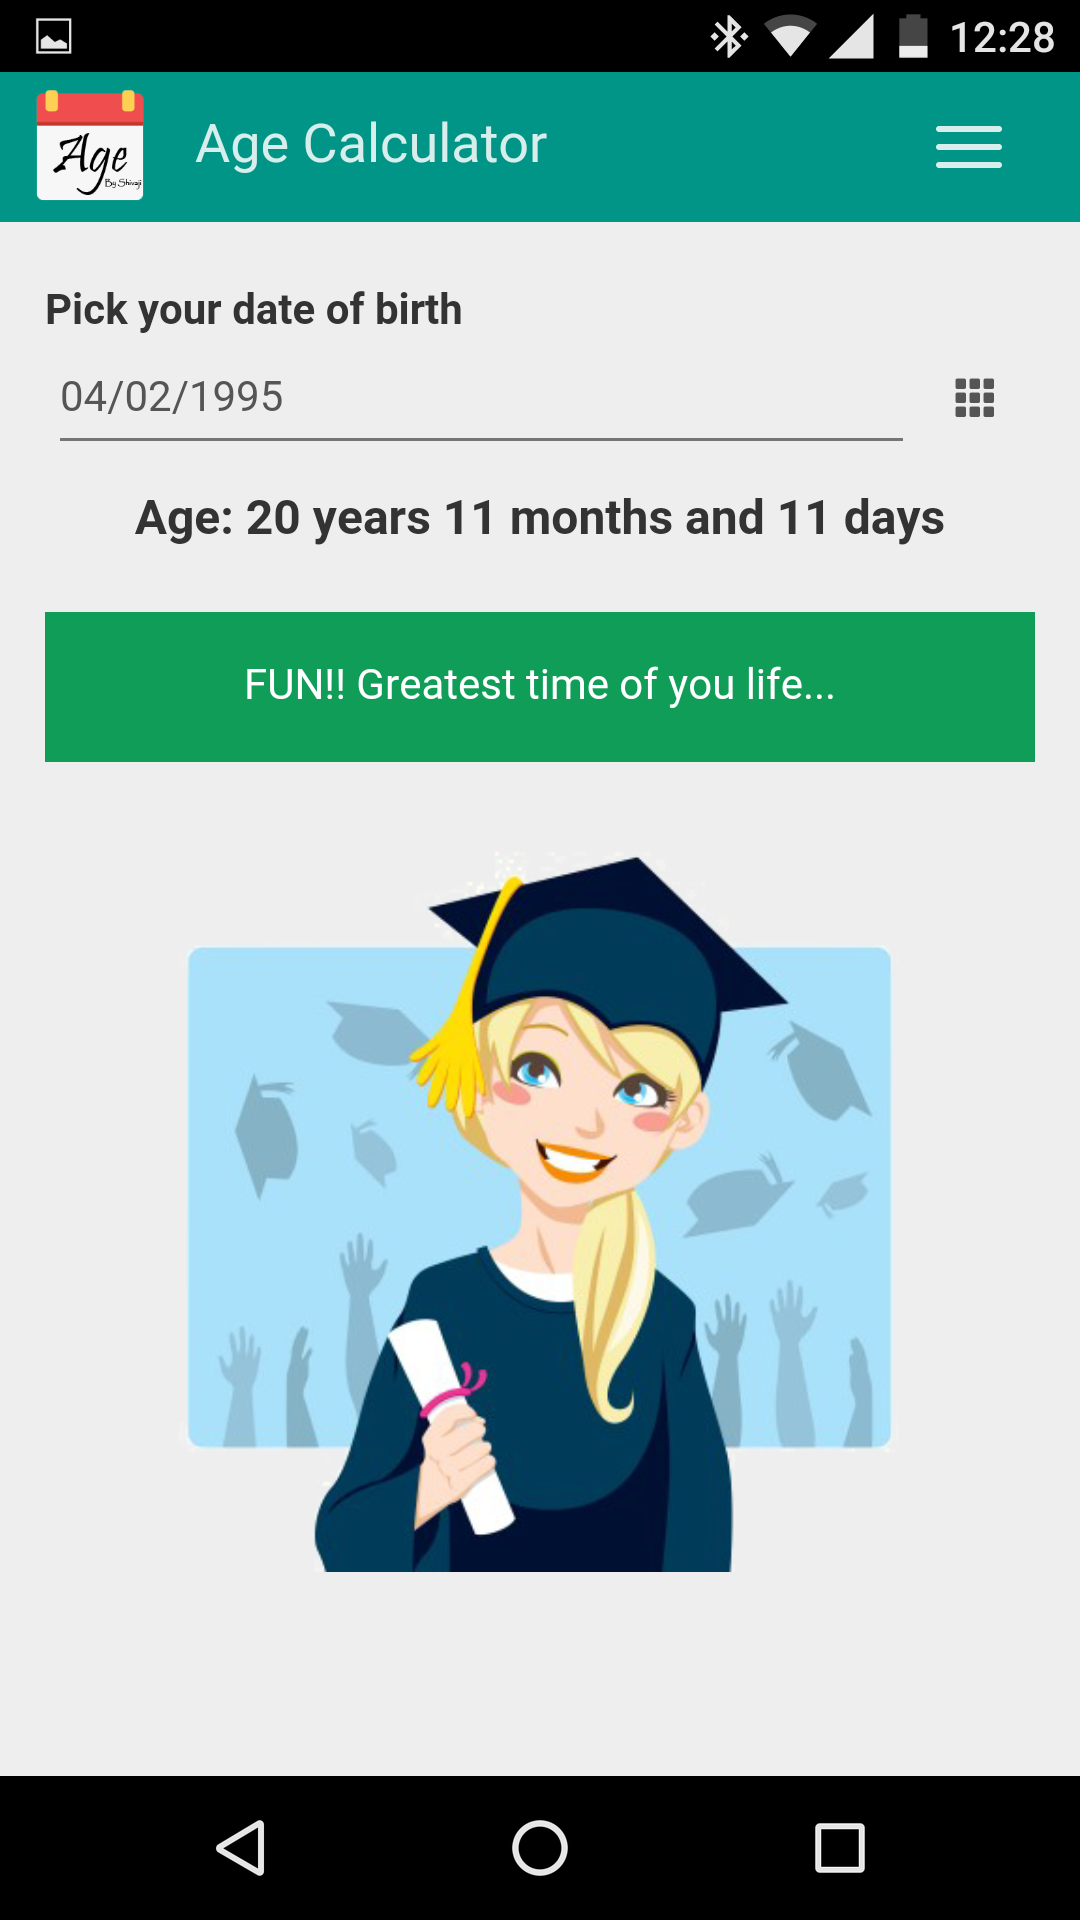 12:28
Age
By Shivaji
Age Calculator
Pick your date of birth
04/02/1995
Age: 20 years 11 months and 11 days
FUN!! Greatest time of you life...